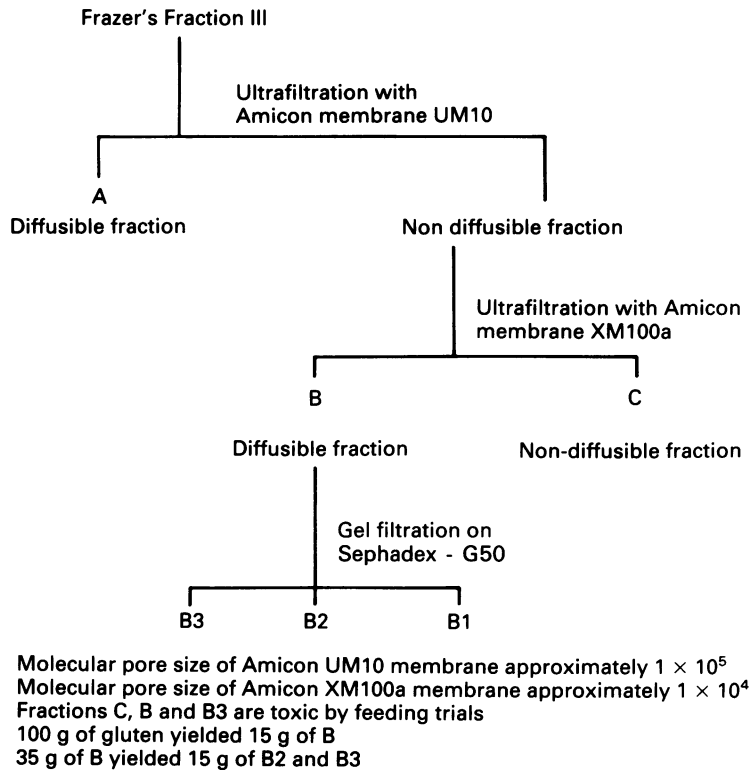 Frazer's Fraction III
Ultrafiltration with
Amicon membrane UM10
A
Diffusible fraction
Non diffusible fraction
Ultrafiltration with Amicon
membrane XM100a
B
C
Diffusible fraction
Non-diffusible fraction
Gel filtration on
Sephadex - G50
B3
B2
B1
Molecular pore size of Amicon UM10 membrane approximately 1 × 10⁵
Molecular pore size of Amicon XM100a membrane approximately 1 × 10⁴
Fractions C, B and B3 are toxic by feeding trials
100 g of gluten yielded 15 g of B
35 g of B yielded 15 g of B2 and B3